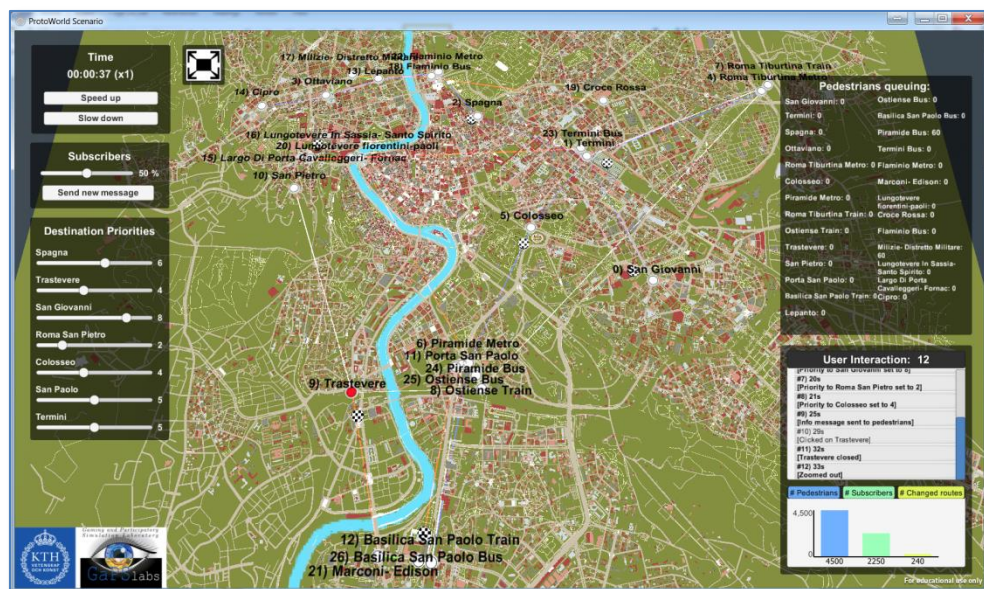 ProtoWorld Scenario
Time
00:00:37 (x1)
Speed up
Slow down
Subscribers
50 %
Send new message
Destination Priorities
Spagna
6
Trastevere
4
San Giovanni
8
Roma San Pietro
2
Colosseo
4
San Paolo
5
Termini
5
17) Milizie- Distretto Militare
22) Flaminio Metro
18) Flaminio Bus
13) Lepanto
3) Ottaviano
14) Cipro
2) Spagna
19) Croce Rossa
7) Roma Tiburtina Train
4) Roma Tiburtina Metro
16) Lungotevere In Sassia- Santo Spirito
20) Lungotevere fiorentini-paoli
15) Largo Di Porta Cavalleggeri- Fornac
10) San Pietro
23) Termini Bus
1) Termini
5) Colosseo
0) San Giovanni
6) Piramide Metro
11) Porta San Paolo
24) Piramide Bus
25) Ostiense Bus
8) Ostiense Train
9) Trastevere
12) Basilica San Paolo Train
26) Basilica San Paolo Bus
21) Marconi- Edison
Pedestrians queuing:
San Giovanni: 0
Termini: 0
Spagna: 0
Ottaviano: 0
Roma Tiburtina Metro: 0
Colosseo: 0
Piramide Metro: 0
Roma Tiburtina Train: 0
Ostiense Train: 0
Trastevere: 0
San Pietro: 0
Porta San Paolo: 0
Basilica San Paolo Train: 0
Lepanto: 0
Ostiense Bus: 0
Basilica San Paolo Bus: 0
Piramide Bus: 60
Termini Bus: 0
Flaminio Metro: 0
Marconi- Edison: 0
Lungotevere
fiorentini-paoli: 0
Croce Rossa: 0
Flaminio Bus: 0
Milizie- Distretto Militare:
60
Lungotevere In Sassia-
Santo Spirito: 0
Largo Di Porta
Cavalleggeri- Fornac: 0
Cipro: 0
User Interaction: 12
[Priority to San Giovanni set to 8]
#7) 20s
[Priority to Roma San Pietro set to 2]
#8) 21s
[Priority to Colosseo set to 4]
#9) 25s
[Info message sent to pedestrians]
#10) 29s
[Clicked on Trastevere]
#11) 32s
[Trastevere closed]
#12) 33s
[Zoomed out]
# Pedestrians
# Subscribers
# Changed routes
4,500
0
4500
2250
240
KTH
VETENSKAP
OCH KONST
Gaming and Participatory
Simulation Laboratory
GaPSlabs
For educational use only